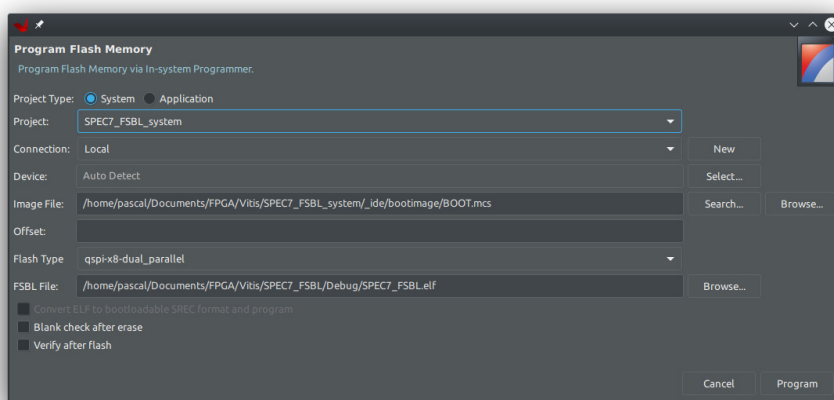 Program Flash Memory
Program Flash Memory via In-system Programmer.
Project Type: System Application
Project: SPEC7_FSBL_system
Connection: Local New
Device: Auto Detect Select...
Image File: /home/pascal/Documents/FPGA/Vitis/SPEC7_FSBL_system/_ide/bootimage/BOOT.mcs Search... Browse...
Offset:
Flash Type qspi-x8-dual_parallel
FSBL File: /home/pascal/Documents/FPGA/Vitis/SPEC7_FSBL/Debug/SPEC7_FSBL.elf Browse...
Convert ELF to bootloadable SREC format and program
Blank check after erase
Verify after flash
Cancel Program